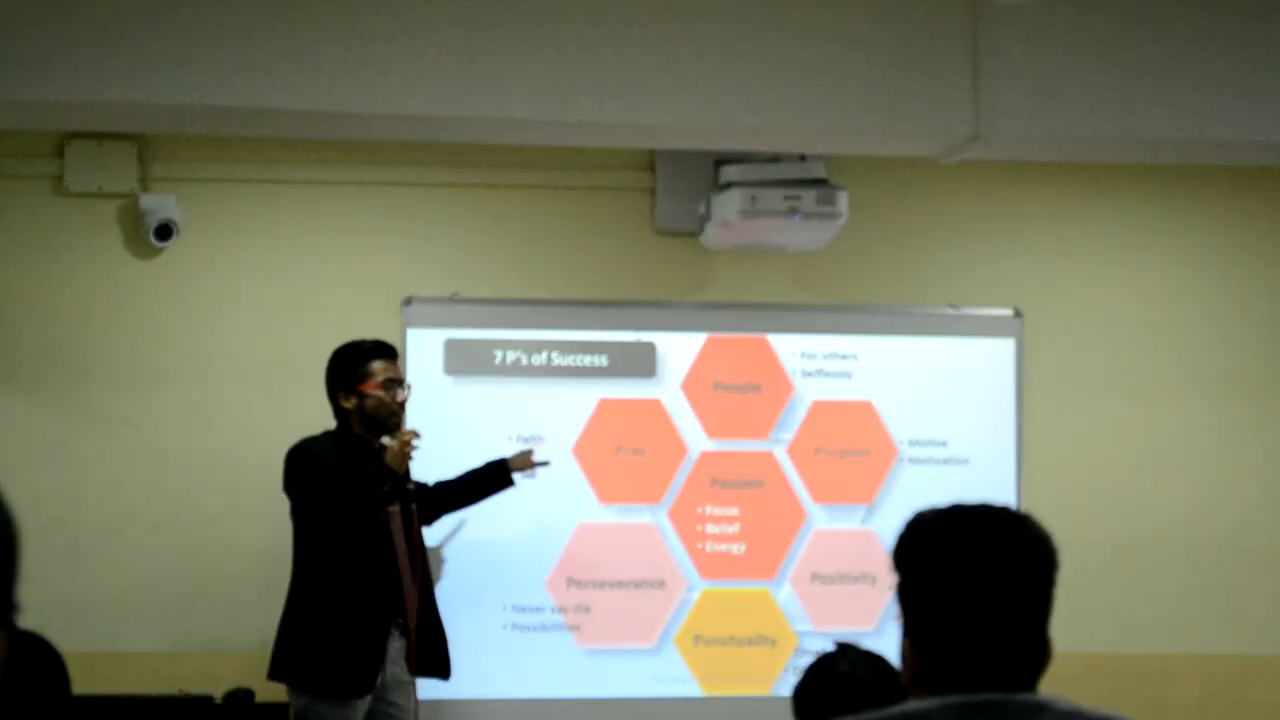 7 P's of Success
People
• For others
• Selflessly
• Faith
Pray
Purpose
• Motive
• Motivation
Passion
• Focus
• Belief
• Energy
Perseverance
• Never say die
• Possibilities
Positivity
Punctuality